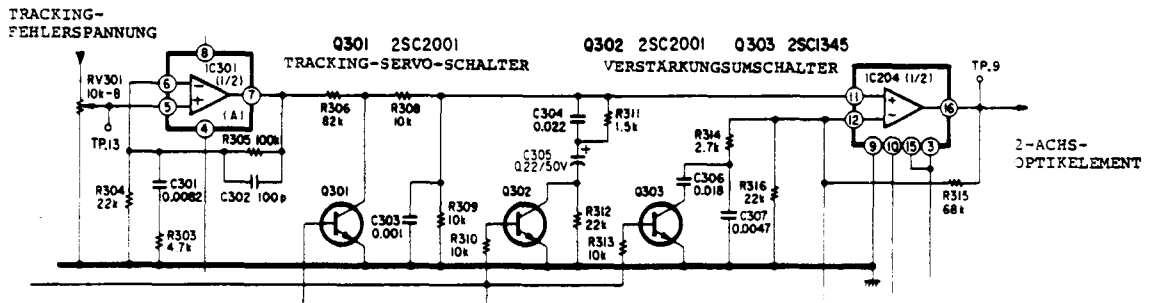 TRACKING-
FEHLERSPANNUNG
Q301 2SC2001
TRACKING-SERVO-SCHALTER
Q302 2SC2001 Q303 2SC1345
VERSTÄRKUNGSUMSCHALTER
TP.9
8
IC301
(1/2)
6
5
7
(A)
4
RV301
10k-B
TP.13
R305 100k
C302 100p
R304
22k
C301
0.0082
R303
4.7k
R306
82k
R308
10k
Q301
C303
0.001
R309
10k
R310
10k
C304
0.022
R311
1.5k
C305
0.22/50V
Q302
R312
22k
R313
10k
Q303
C306
0.018
R314
2.7k
C307
0.0047
R316
22k
IC204 (1/2)
11
12
16
9
10
15
3
R315
68k
2-ACHS-
OPTIKELEMENT